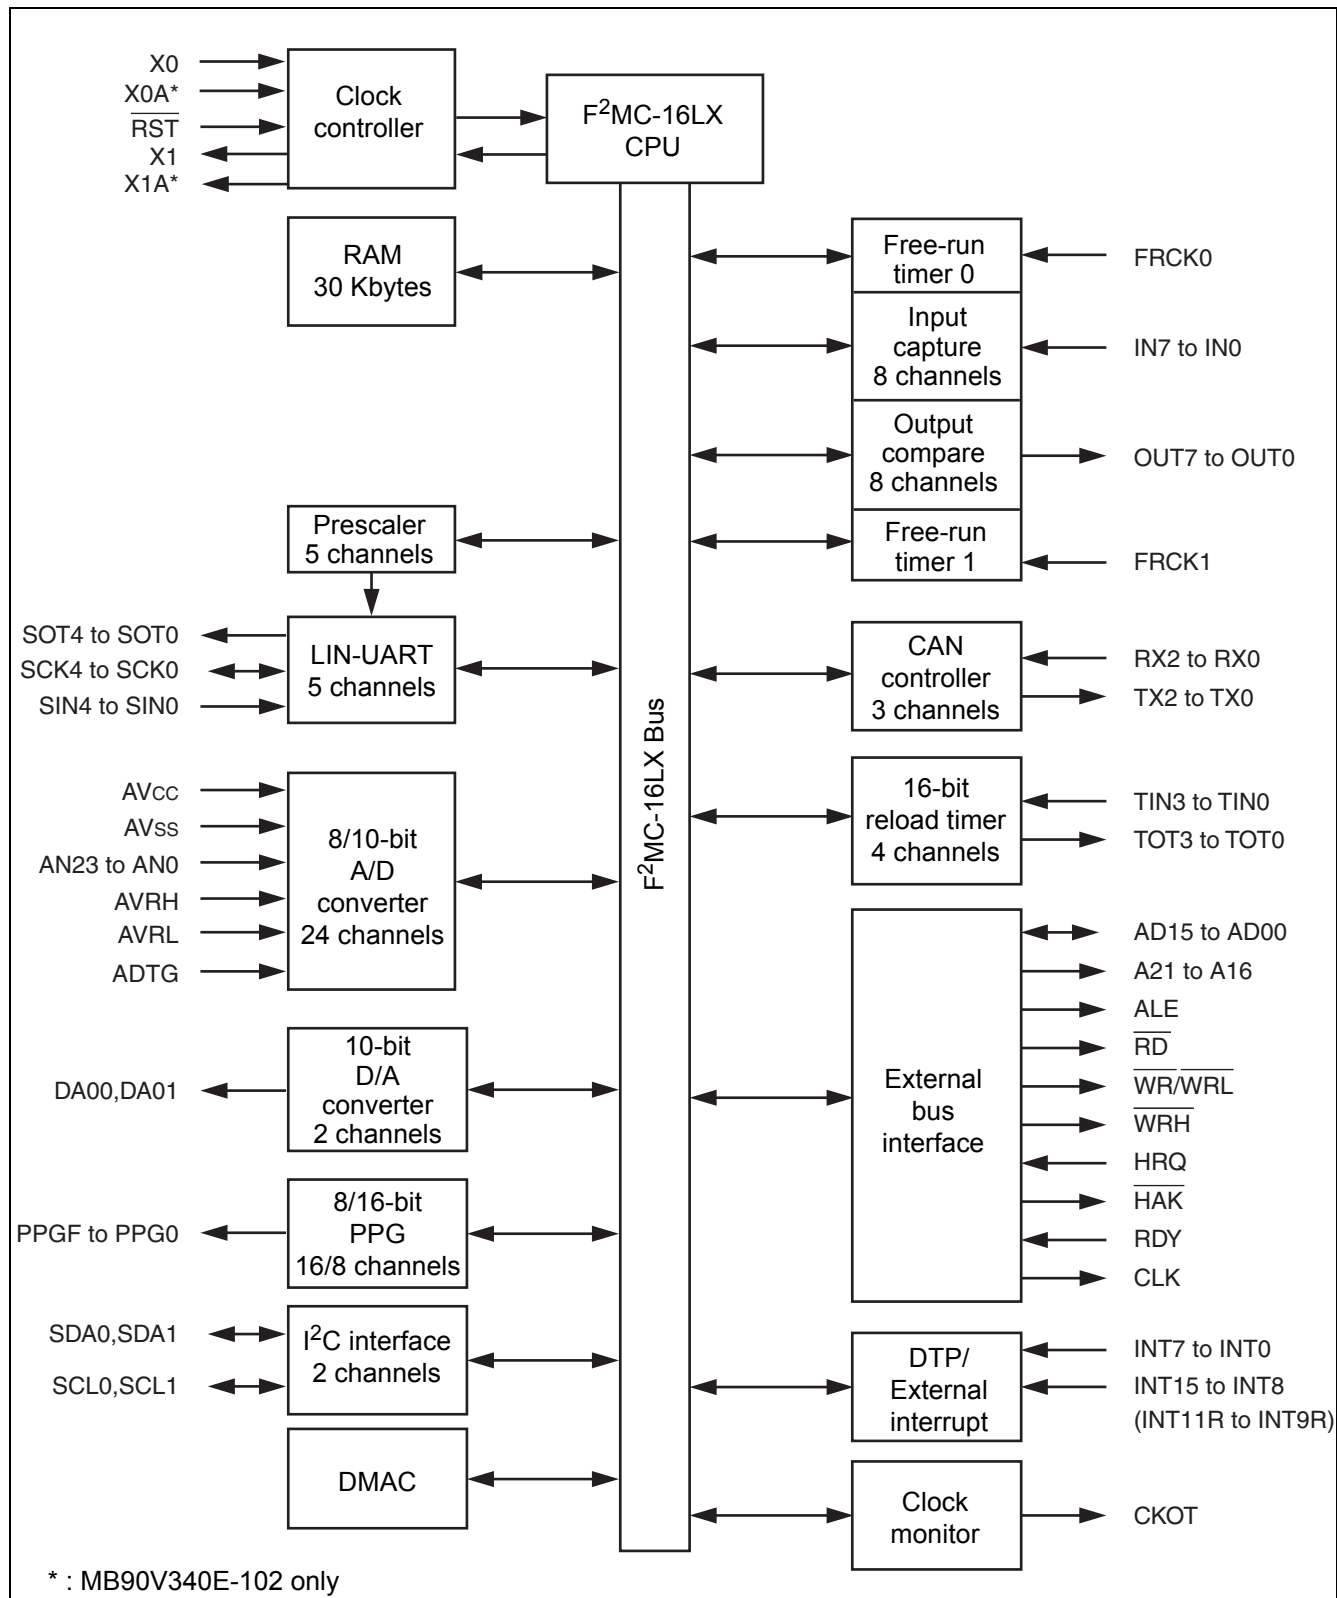 X0
X0A*
RST
X1
X1A*
Clock
controller
F2MC-16LX
CPU
RAM
30 Kbytes
Free-run
timer 0
FRCK0
Input
capture
8 channels
IN7 to IN0
Output
compare
8 channels
OUT7 to OUT0
Free-run
timer 1
FRCK1
Prescaler
5 channels
SOT4 to SOT0
SCK4 to SCK0
SIN4 to SIN0
LIN-UART
5 channels
F2MC-16LX Bus
CAN
controller
3 channels
RX2 to RX0
TX2 to TX0
AVCC
AVSS
AN23 to AN0
AVRH
AVRL
ADTG
8/10-bit
A/D
converter
24 channels
16-bit
reload timer
4 channels
TIN3 to TIN0
TOT3 to TOT0
DA00,DA01
10-bit
D/A
converter
2 channels
External
bus
interface
AD15 to AD00
A21 to A16
ALE
RD
WR/WRL
WRH
HRQ
HAK
RDY
CLK
PPGF to PPG0
8/16-bit
PPG
16/8 channels
SDA0,SDA1
SCL0,SCL1
I2C interface
2 channels
DTP/
External
interrupt
INT7 to INT0
INT15 to INT8
(INT11R to INT9R)
DMAC
Clock
monitor
CKOT
* : MB90V340E-102 only